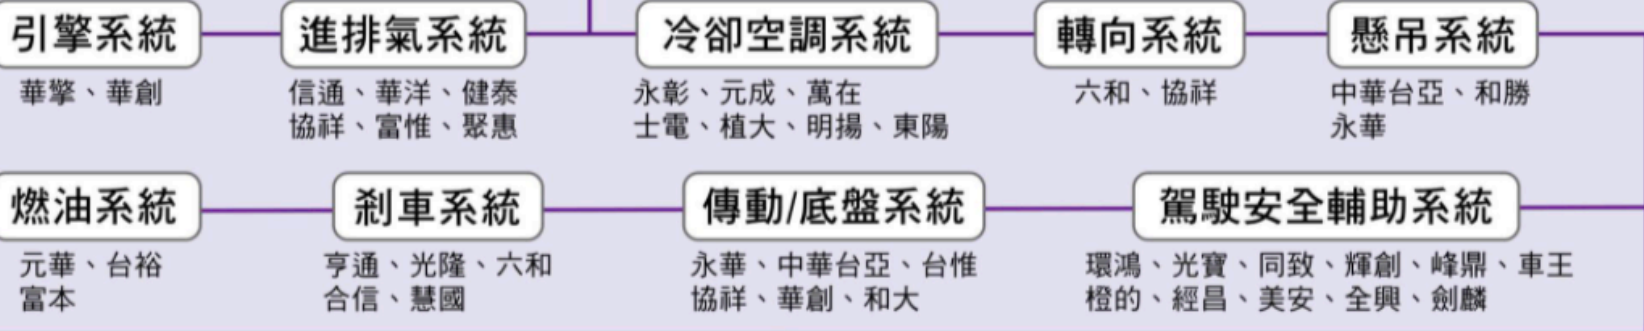 引擎系統
華擎、華創
進排氣系統
信通、華洋、健泰
協祥、富惟、聚惠
冷卻空調系統
永彰、元成、萬在
士電、植大、明揚、東陽
轉向系統
六和、協祥
懸吊系統
中華台亞、和勝
永華
燃油系統
元華、台裕
富本
剎車系統
亨通、光隆、六和
合信、慧國
傳動/底盤系統
永華、中華台亞、台惟
協祥、華創、和大
駕駛安全輔助系統
環鴻、光寶、同致、輝創、峰鼎、車王
橙的、經昌、美安、全興、劍麟